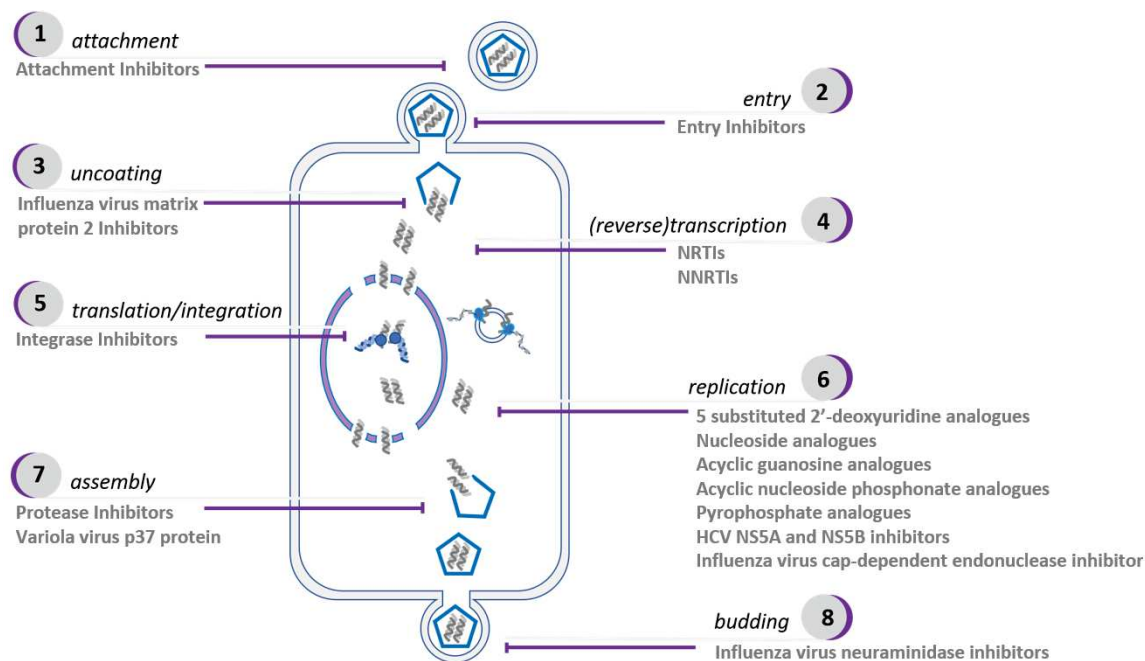 1
attachment
Attachment Inhibitors
2
entry
Entry Inhibitors
3
uncoating
Influenza virus matrix
protein 2 Inhibitors
4
(reverse)transcription
NRTIs
NNRTIs
5
translation/integration
Integrase Inhibitors
6
replication
5 substituted 2’-deoxyuridine analogues
Nucleoside analogues
Acyclic guanosine analogues
Acyclic nucleoside phosphonate analogues
Pyrophosphate analogues
HCV NS5A and NS5B inhibitors
Influenza virus cap-dependent endonuclease inhibitor
7
assembly
Protease Inhibitors
Variola virus p37 protein
8
budding
Influenza virus neuraminidase inhibitors